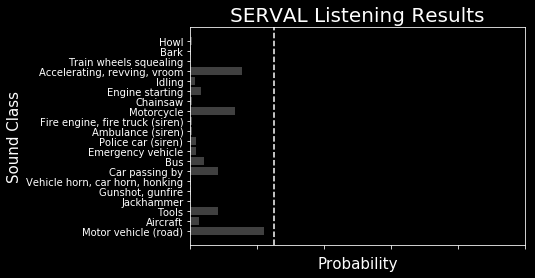 SERVAL Listening Results
Howl
Bark
Train wheels squealing
Accelerating, revving, vroom
Idling
Engine starting
Chainsaw
Motorcycle
Fire engine, fire truck (siren)
Ambulance (siren)
Police car (siren)
Emergency vehicle
Bus
Car passing by
Vehicle horn, car horn, honking
Gunshot, gunfire
Jackhammer
Tools
Aircraft
Motor vehicle (road)
Sound Class
Probability